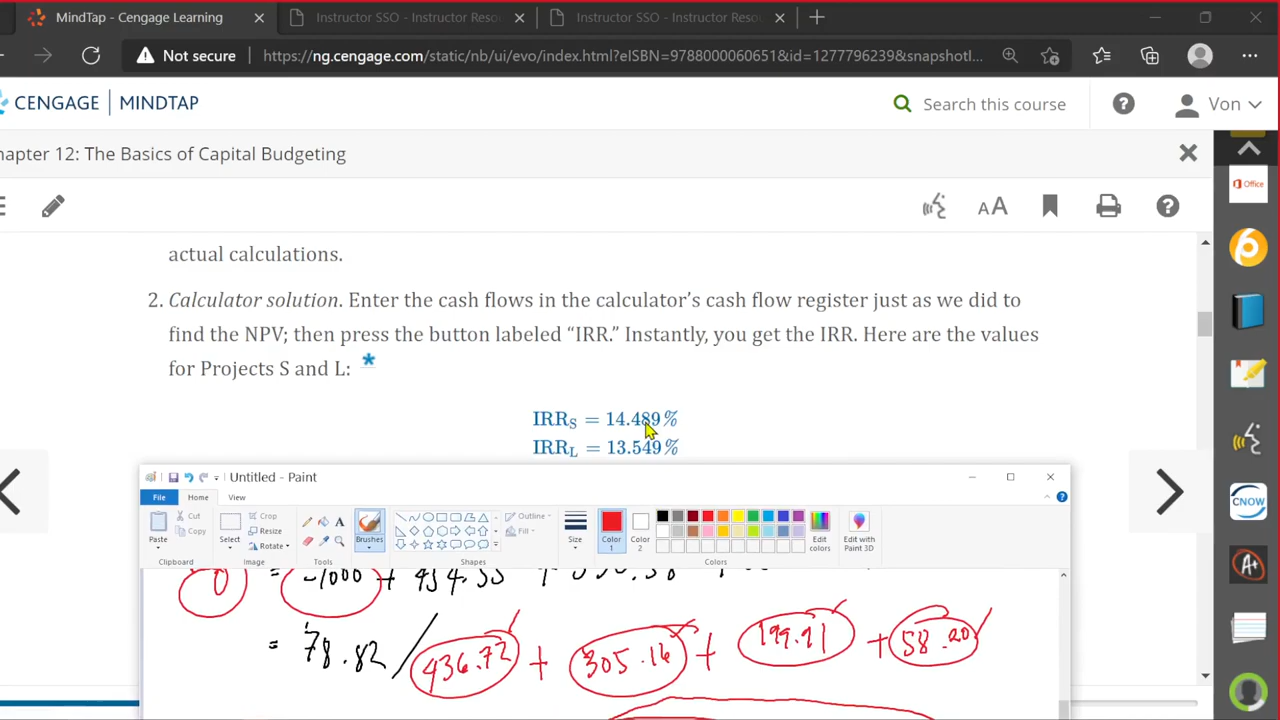 MindTap - Cengage Learning
Instructor SSO - Instructor Reso
Instructor SSO - Instructor Reso
Not secure
https://ng.cengage.com/static/nb/ui/evo/index.html?eISBN=9788000060651&id=1277796239&snapshotI...
CENGAGE MINDTAP
Search this course
Von
hapter 12: The Basics of Capital Budgeting
AA
Office
actual calculations.
2. Calculator solution. Enter the cash flows in the calculator's cash flow register just as we did to
find the NPV; then press the button labeled “IRR.” Instantly, you get the IRR. Here are the values
for Projects S and L: *
IRRS = 14.489%
IRRL = 13.549%
CNOW
A+
Untitled - Paint
File Home View
Paste
Cut
Copy
Clipboard
Select
Crop
Resize
Rotate
Image
A
Tools
Brushes
Outline
Fill
Shapes
Size
Color 1
Color 2
Edit colors
Colors
Edit with Paint 3D
0 = -1000 +
= 78.82 / 436.72 + 305.16 + 199.91 + 58.20